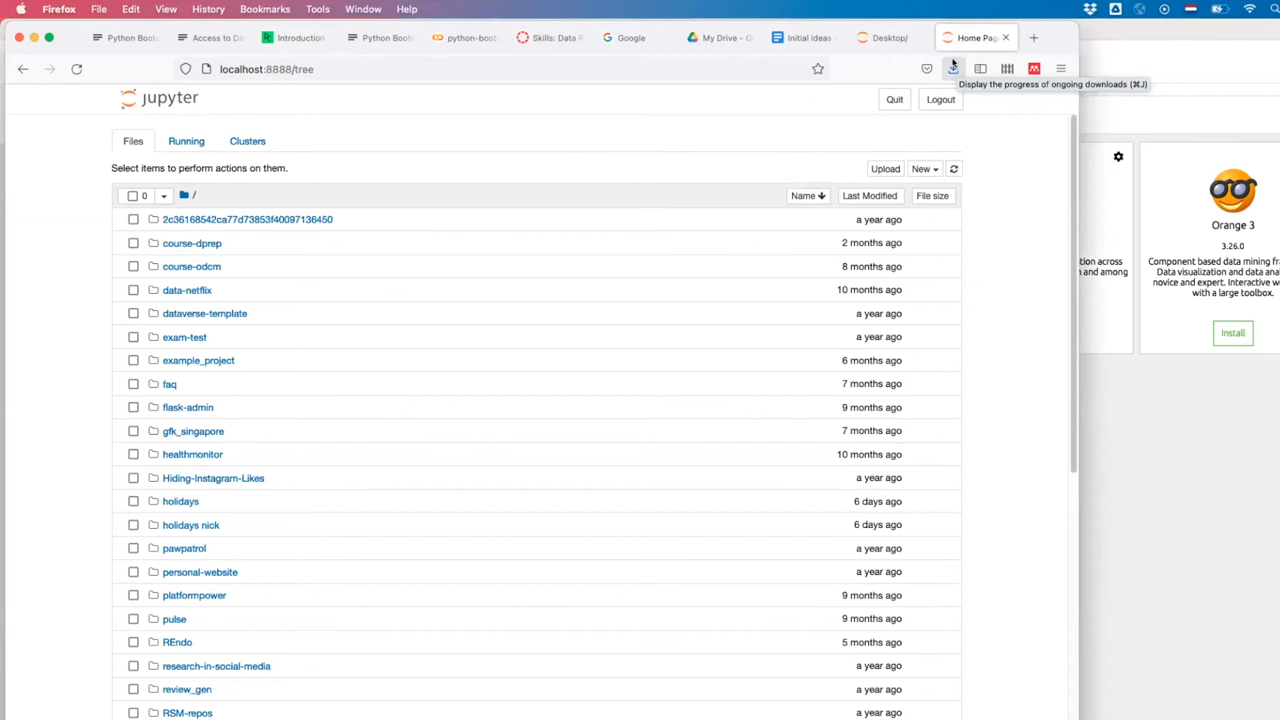 Firefox File Edit View History Bookmarks Tools Window Help
Python Boot Access to Da Introduction Python Boot python-boot Skills: Data P Google My Drive - G Initial ideas - Desktop/ Home Pag
localhost:8888/tree
Display the progress of ongoing downloads (⌘J)
jupyter
Quit Logout
Files Running Clusters
Select items to perform actions on them.
Upload New
0 / Name Last Modified File size
2c36168542ca77d73853f40097136450 a year ago
course-dprep 2 months ago
course-odcm 8 months ago
data-netflix 10 months ago
dataverse-template a year ago
exam-test a year ago
example_project 6 months ago
faq 7 months ago
flask-admin 9 months ago
gfk_singapore 7 months ago
healthmonitor 10 months ago
Hiding-Instagram-Likes a year ago
holidays 6 days ago
holidays nick 6 days ago
pawpatrol a year ago
personal-website a year ago
platformpower 9 months ago
pulse 9 months ago
REndo 5 months ago
research-in-social-media a year ago
review_gen a year ago
RSM-repos a year ago
tion across
and among
Orange 3
3.26.0
Component based data mining fra
Data visualization and data ana
novice and expert. Interactive w
with a large toolbox.
Install